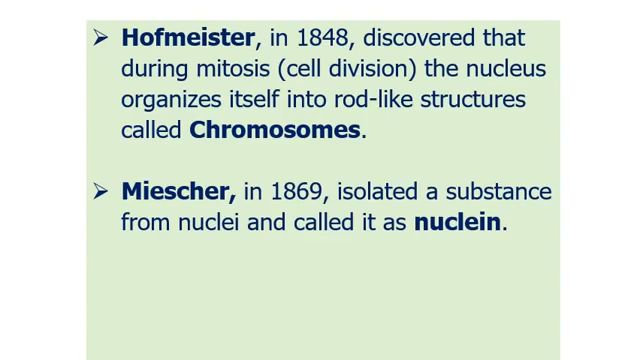 ➢ Hofmeister, in 1848, discovered that
during mitosis (cell division) the nucleus
organizes itself into rod-like structures
called Chromosomes.
➢ Miescher, in 1869, isolated a substance
from nuclei and called it as nuclein.